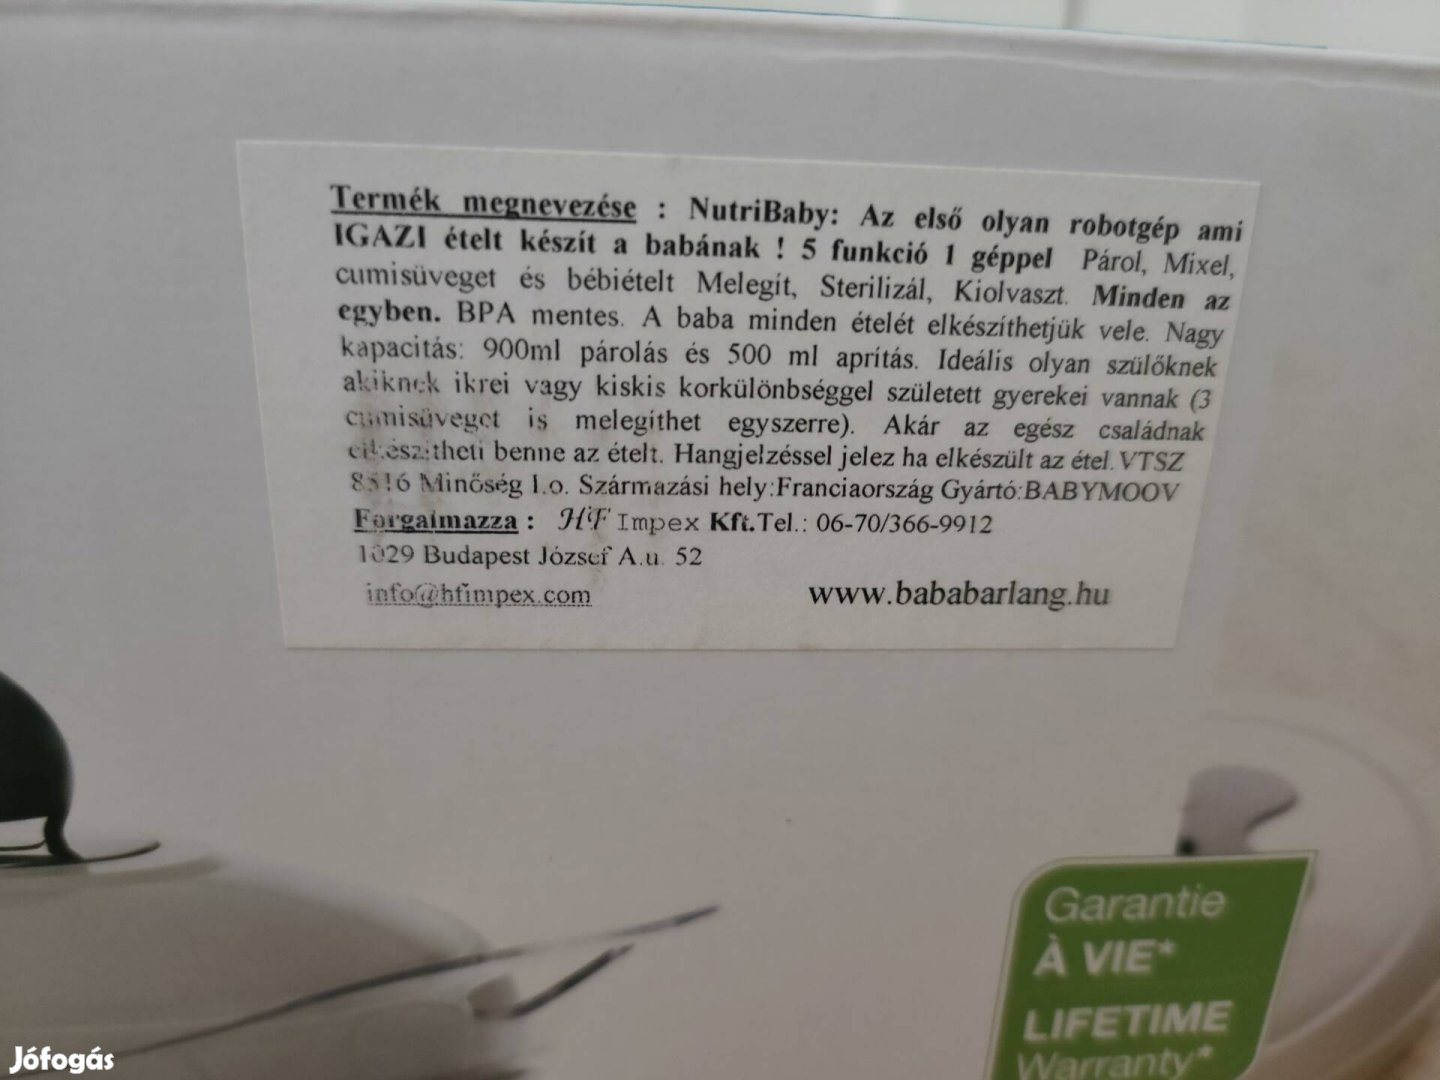 Termék megnevezése : NutriBaby: Az első olyan robotgép ami
IGAZI ételt készít a babának ! 5 funkció 1 géppel Párol, Mixel,
cumisüveget és bébiételt Melegít, Sterilizál, Kiolvaszt. Minden az
egyben. BPA mentes. A baba minden ételét elkészíthetjük vele. Nagy
kapacitás: 900ml párolás és 500 ml aprítás. Ideális olyan szülőknek
akiknek ikrei vagy kiskis korkülönbséggel született gyerekei vannak (3
cumisüveget is melegíthet egyszerre). Akár az egész családnak
elkészítheti benne az ételt. Hangjelzéssel jelez ha elkészült az étel. VTSZ
8516 Minőség I.o. Származási hely:Franciaország Gyártó:BABYMOOV
Forgalmazza : HF Impex Kft.Tel.: 06-70/366-9912
1029 Budapest József A.u. 52
info@hfimpex.com www.bababarlang.hu
Garantie
À VIE*
LIFETIME
Warranty*
Jófogás